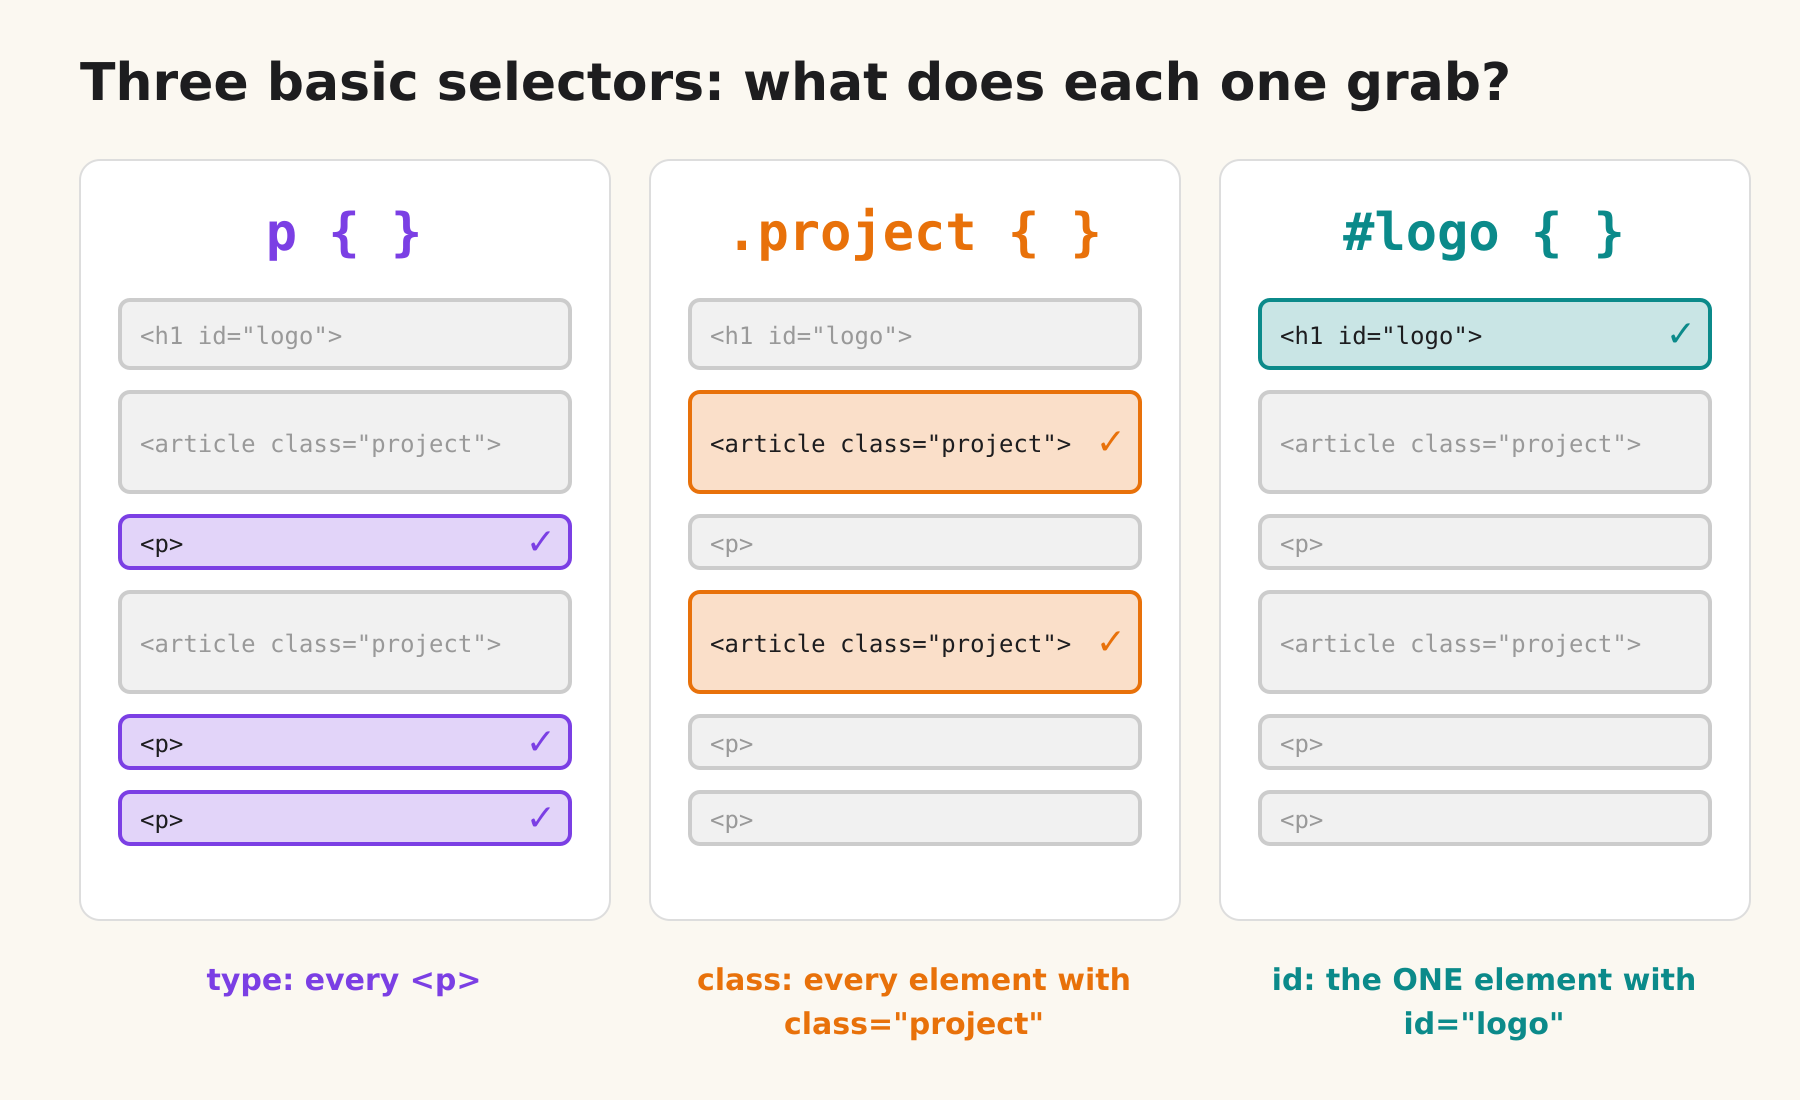 Three basic selectors: what does each one grab?
p { }
<h1 id="logo">
<article class="project">
<p> ✓
<article class="project">
<p> ✓
<p> ✓
type: every <p>
.project { }
<h1 id="logo">
<article class="project"> ✓
<p>
<article class="project"> ✓
<p>
<p>
class: every element with
class="project"
#logo { }
<h1 id="logo"> ✓
<article class="project">
<p>
<article class="project">
<p>
<p>
id: the ONE element with
id="logo"